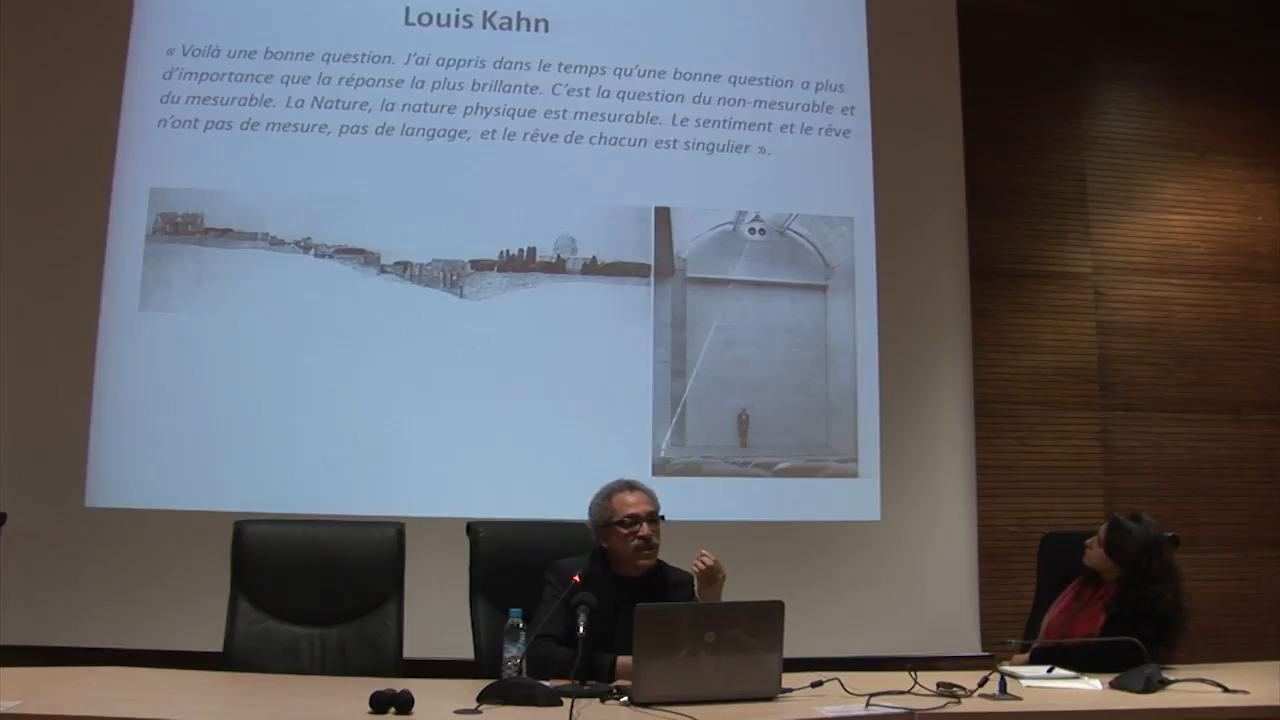 Louis Kahn
« Voilà une bonne question. J'ai appris dans le temps qu'une bonne question a plus
d'importance que la réponse la plus brillante. C'est la question du non-mesurable et
du mesurable. La Nature, la nature physique est mesurable. Le sentiment et le rêve
n'ont pas de mesure, pas de langage, et le rêve de chacun est singulier ».
hp